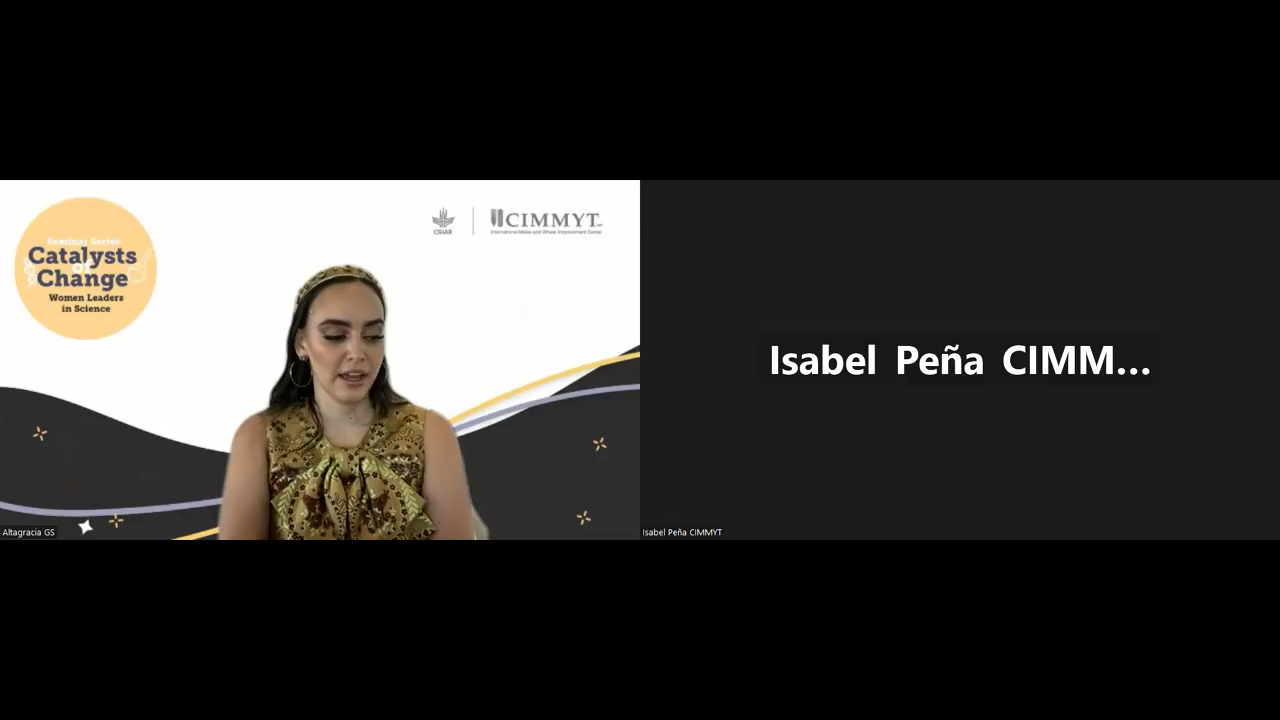 Seminar Series
Catalysts
of
Change
Women Leaders
in Science
CGIAR
CIMMYT
International Maize and Wheat Improvement Center
Altagracia GS
Isabel Peña CIMM...
Isabel Peña CIMMYT